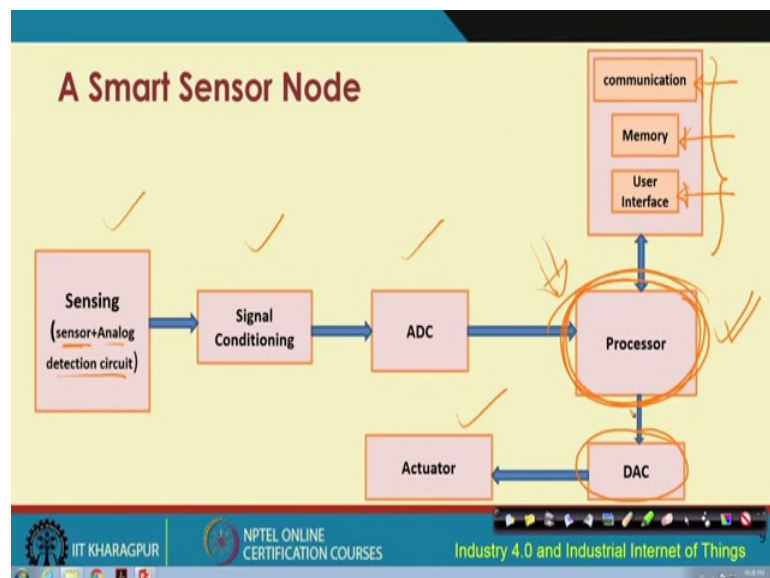 A Smart Sensor Node
communication
Memory
User
Interface
Sensing
(sensor+Analog
detection circuit)
Signal
Conditioning
ADC
Processor
Actuator
DAC
IIT KHARAGPUR
NPTEL ONLINE
CERTIFICATION COURSES
Industry 4.0 and Industrial Internet of Things
9